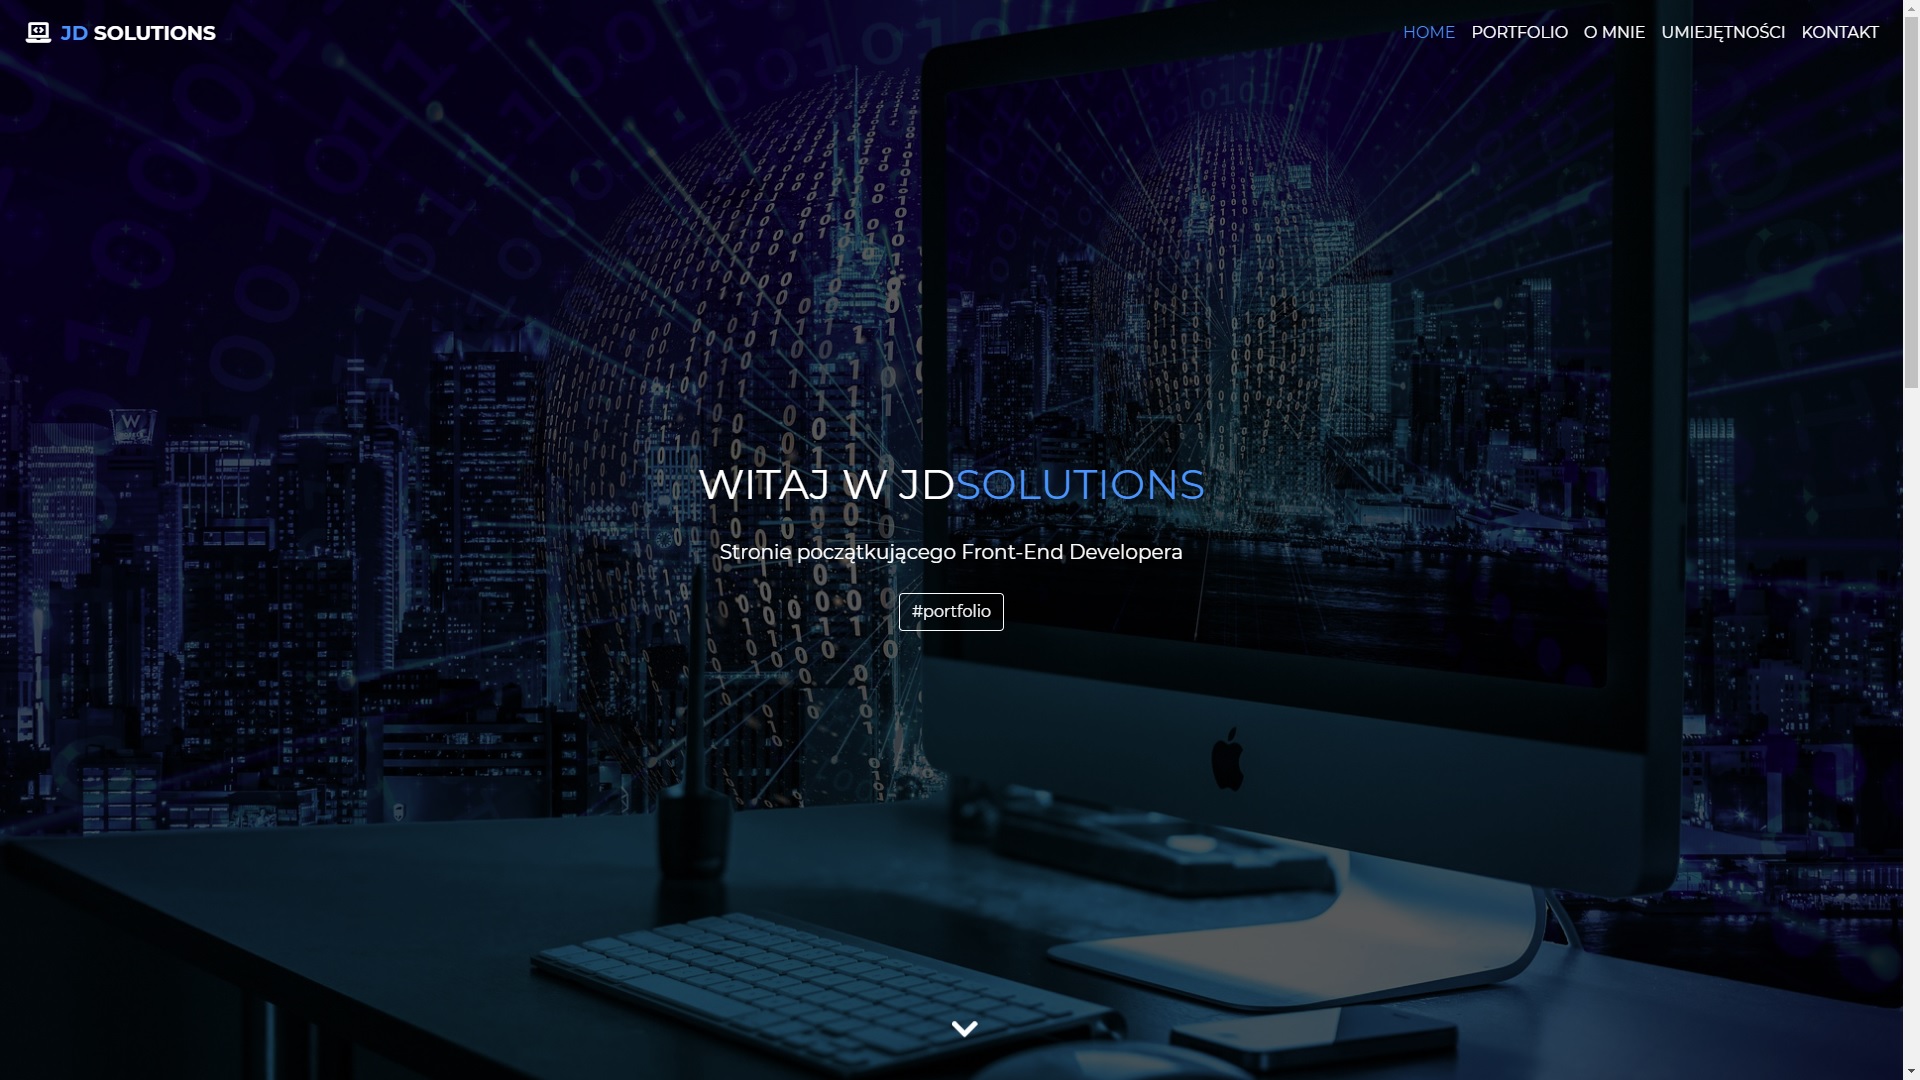 JD SOLUTIONS
HOME PORTFOLIO O MNIE UMIEJĘTNOŚCI KONTAKT
WITAJ W JDSOLUTIONS
Stronie początkującego Front-End Developera
#portfolio